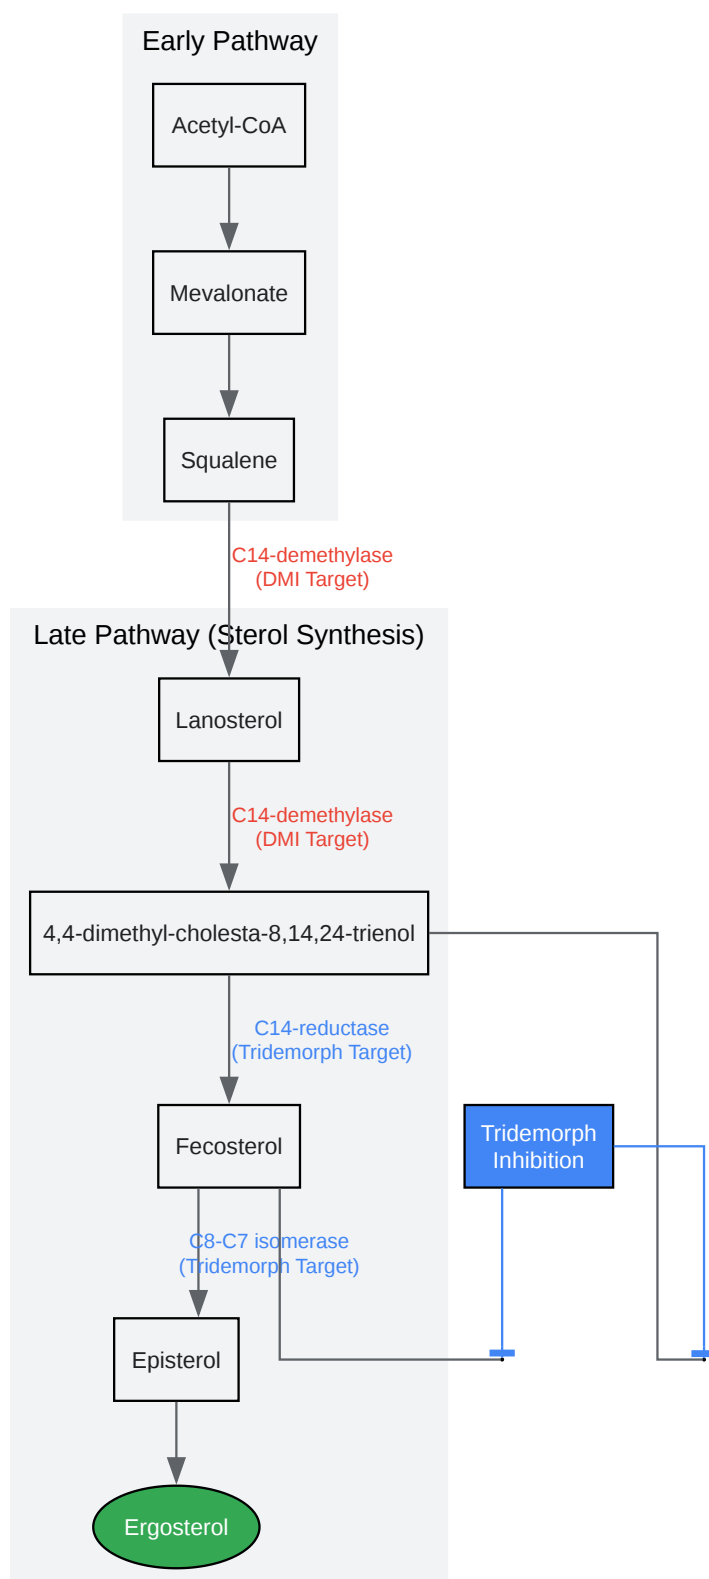 Early Pathway
Acetyl-CoA
Mevalonate
Squalene
C14-demethylase
(DMI Target)
Late Pathway (Sterol Synthesis)
Lanosterol
C14-demethylase
(DMI Target)
4,4-dimethyl-cholesta-8,14,24-trienol
C14-reductase
(Tridemorph Target)
Fecosterol
Tridemorph
Inhibition
C8-C7 isomerase
(Tridemorph Target)
Episterol
Ergosterol